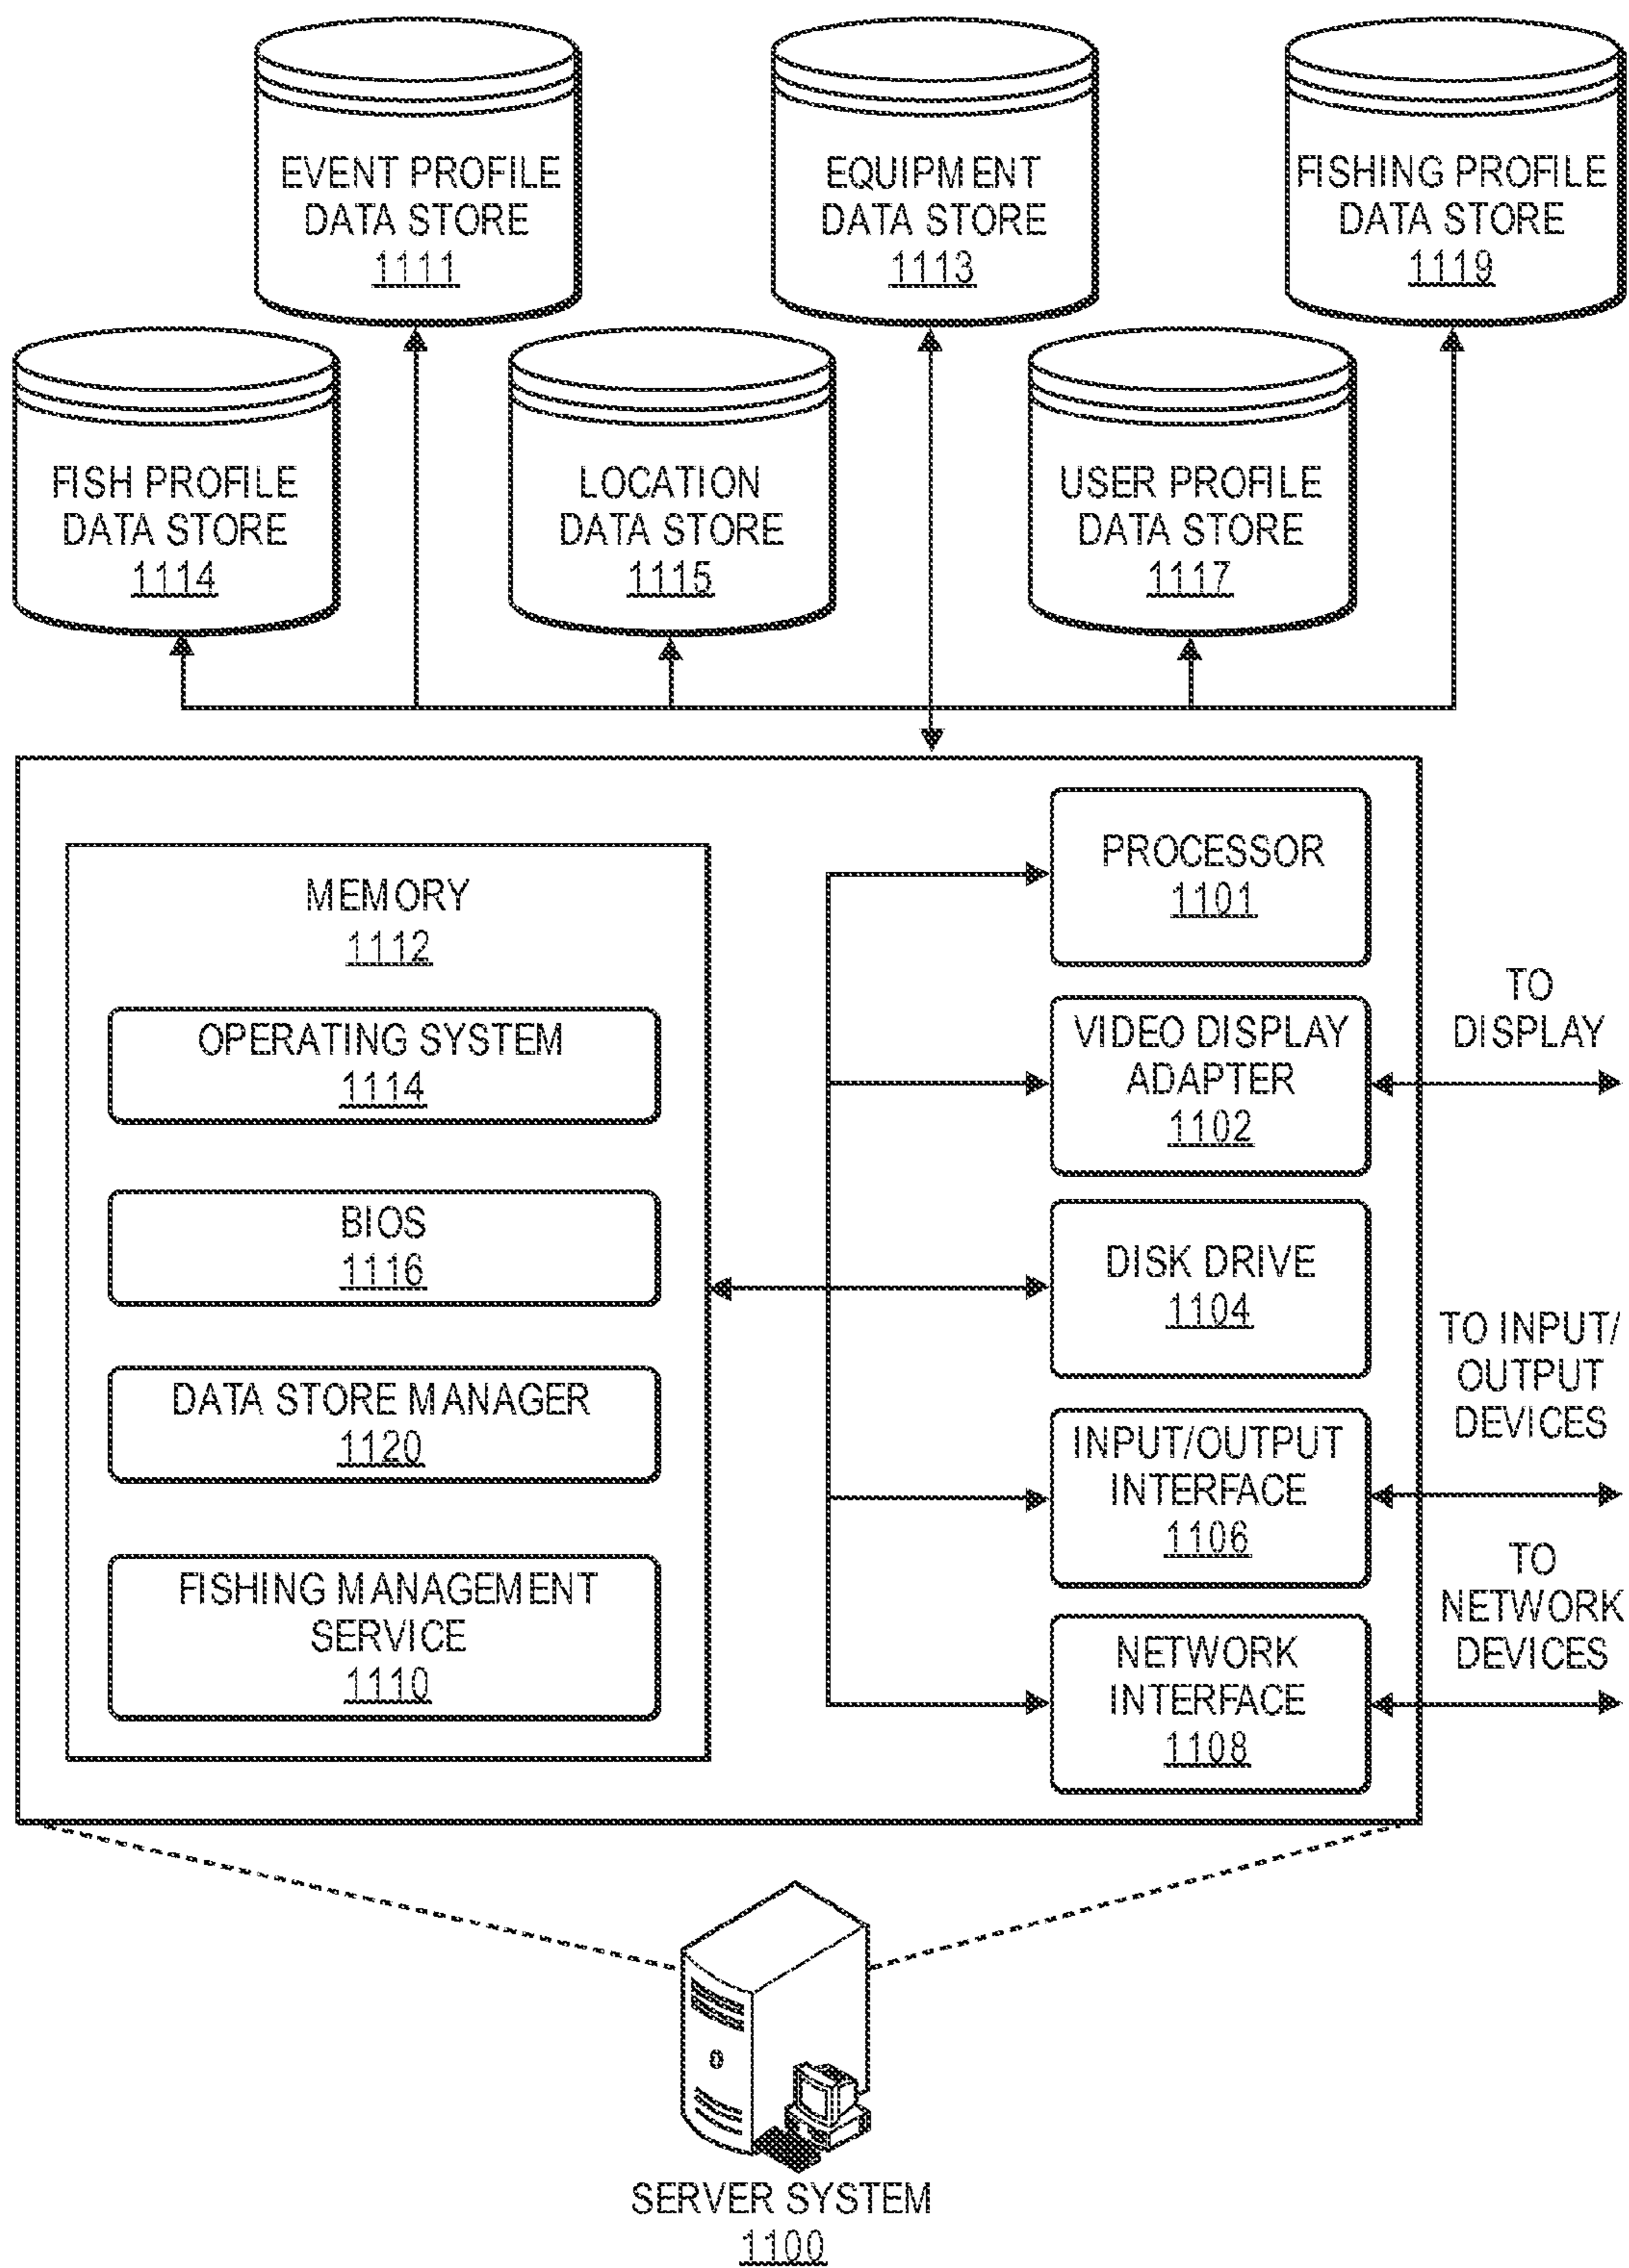 EVENT PROFILE
DATA STORE
1111
EQUIPMENT
DATA STORE
1113
FISHING PROFILE
DATA STORE
1119
FISH PROFILE
DATA STORE
1114
LOCATION
DATA STORE
1115
USER PROFILE
DATA STORE
1117
MEMORY
1112
OPERATING SYSTEM
1114
BIOS
1116
DATA STORE MANAGER
1120
FISHING MANAGEMENT
SERVICE
1110
PROCESSOR
1101
VIDEO DISPLAY
ADAPTER
1102
DISK DRIVE
1104
INPUT/OUTPUT
INTERFACE
1106
NETWORK
INTERFACE
1108
TO
DISPLAY
TO INPUT/
OUTPUT
DEVICES
TO
NETWORK
DEVICES
SERVER SYSTEM
1100